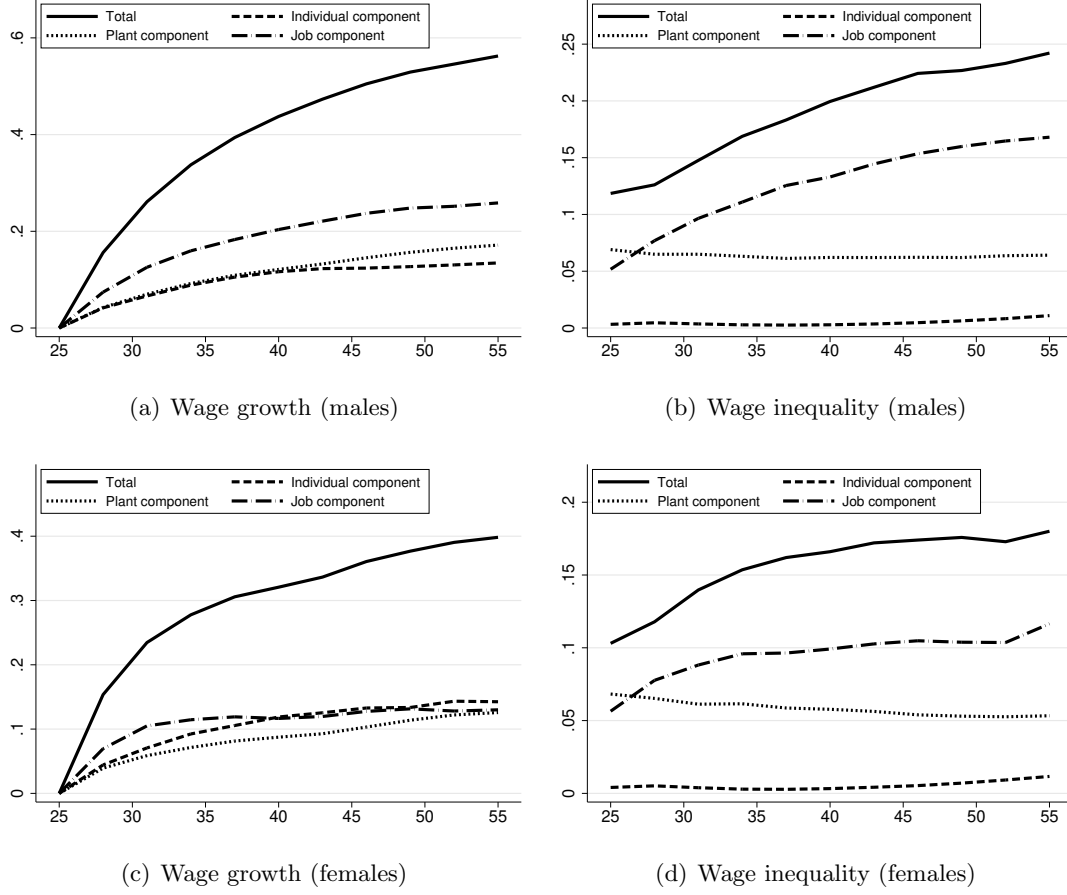 Total Individual component
Plant component Job component
0 .2 .4 .6
25 30 35 40 45 50 55
(a) Wage growth (males)
Total Individual component
Plant component Job component
0 .05 .1 .15 .2 .25
25 30 35 40 45 50 55
(b) Wage inequality (males)
Total Individual component
Plant component Job component
0 .1 .2 .3 .4
25 30 35 40 45 50 55
(c) Wage growth (females)
Total Individual component
Plant component Job component
0 .05 .1 .15 .2
25 30 35 40 45 50 55
(d) Wage inequality (females)